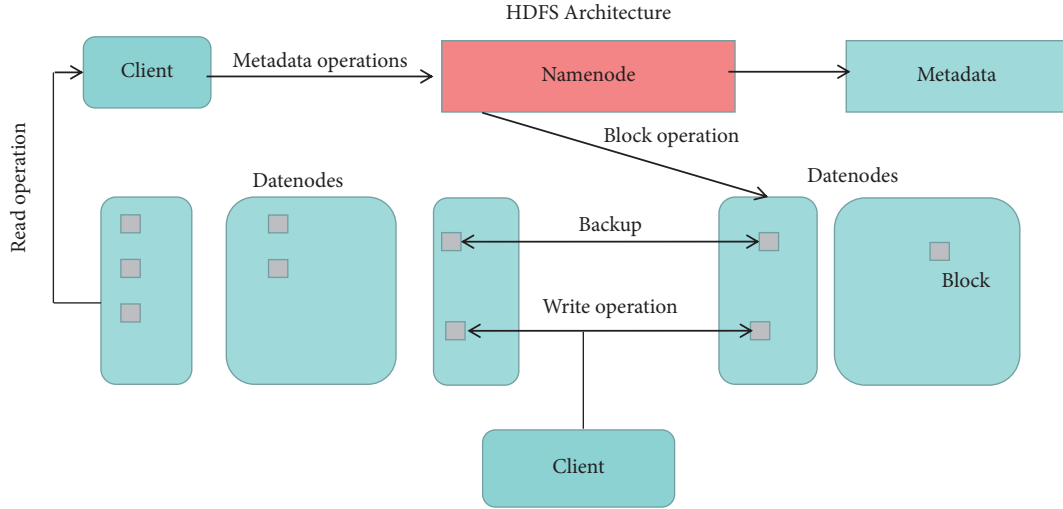 HDFS Architecture
Client
Metadata operations
Namenode
Metadata
Block operation
Read operation
Datenodes
Datenodes
Backup
Block
Write operation
Client